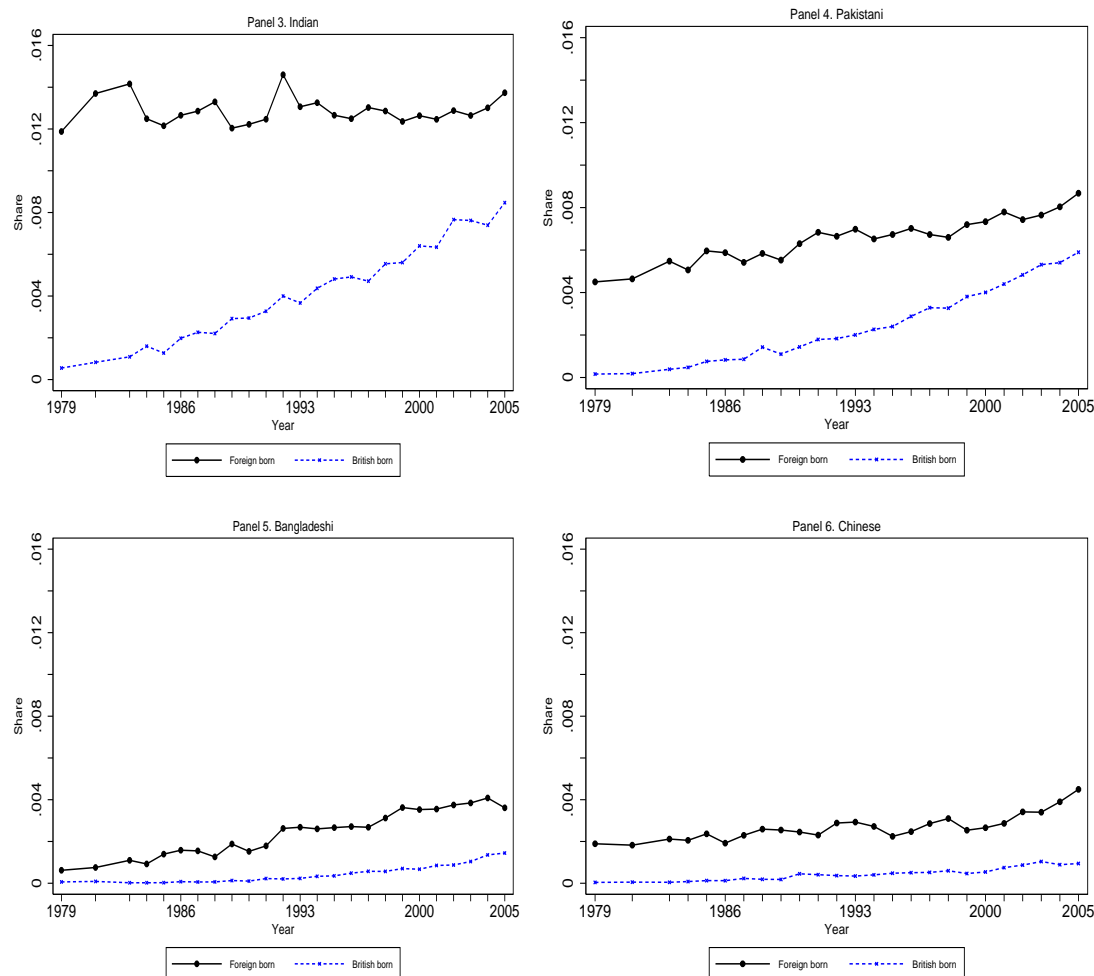 Panel 3. Indian
.016
.012
.008
.004
0
Share
1979
1986
1993
2000
2005
Year
Foreign born
British born
Panel 4. Pakistani
.016
.012
.008
.004
0
Share
1979
1986
1993
2000
2005
Year
Foreign born
British born
Panel 5. Bangladeshi
.016
.012
.008
.004
0
Share
1979
1986
1993
2000
2005
Year
Foreign born
British born
Panel 6. Chinese
.016
.012
.008
.004
0
Share
1979
1986
1993
2000
2005
Year
Foreign born
British born